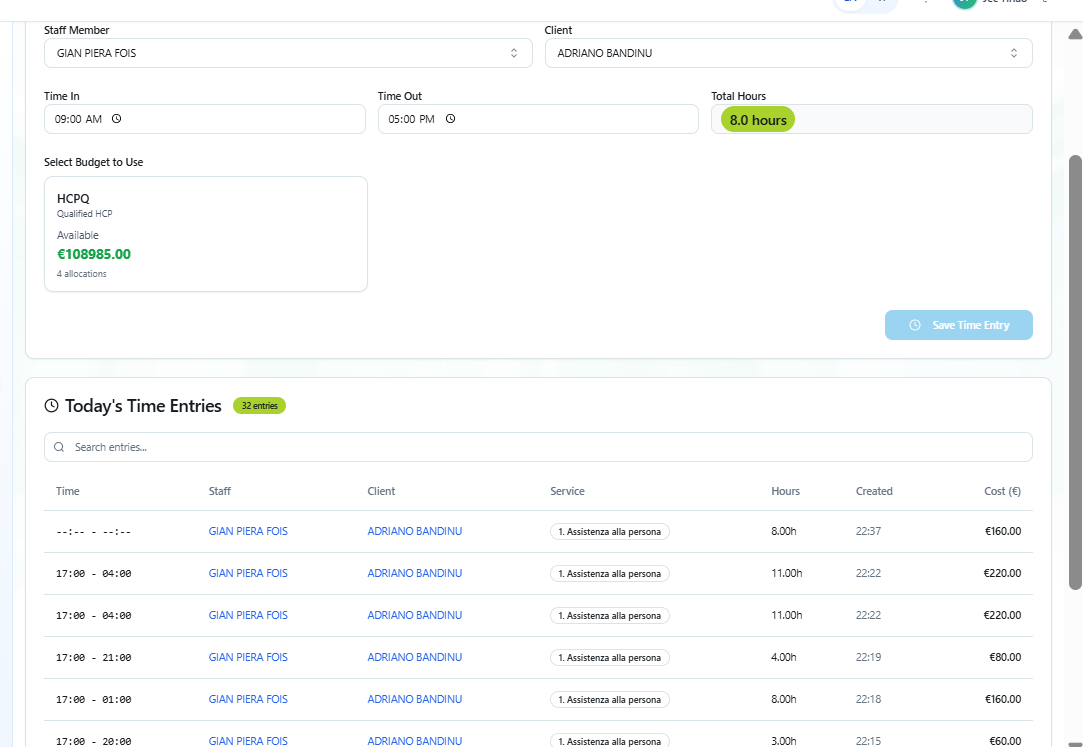 Staff Member
Client
GIAN PIERA FOIS
ADRIANO BANDINU
Time In
Time Out
Total Hours
09:00 AM
05:00 PM
8.0 hours
Select Budget to Use
HCPQ
Qualified HCP
Available
€108985.00
4 allocations
Save Time Entry
Today's Time Entries 32 entries
Search entries...
Time Staff Client Service Hours Created Cost (€)
--:-- - --:-- GIAN PIERA FOIS ADRIANO BANDINU 1. Assistenza alla persona 8.00h 22:37 €160.00
17:00 - 04:00 GIAN PIERA FOIS ADRIANO BANDINU 1. Assistenza alla persona 11.00h 22:22 €220.00
17:00 - 04:00 GIAN PIERA FOIS ADRIANO BANDINU 1. Assistenza alla persona 11.00h 22:22 €220.00
17:00 - 21:00 GIAN PIERA FOIS ADRIANO BANDINU 1. Assistenza alla persona 4.00h 22:19 €80.00
17:00 - 01:00 GIAN PIERA FOIS ADRIANO BANDINU 1. Assistenza alla persona 8.00h 22:18 €160.00
17:00 - 20:00 GIAN PIERA FOIS ADRIANO BANDINU 1. Assistenza alla persona 3.00h 22:15 €60.00